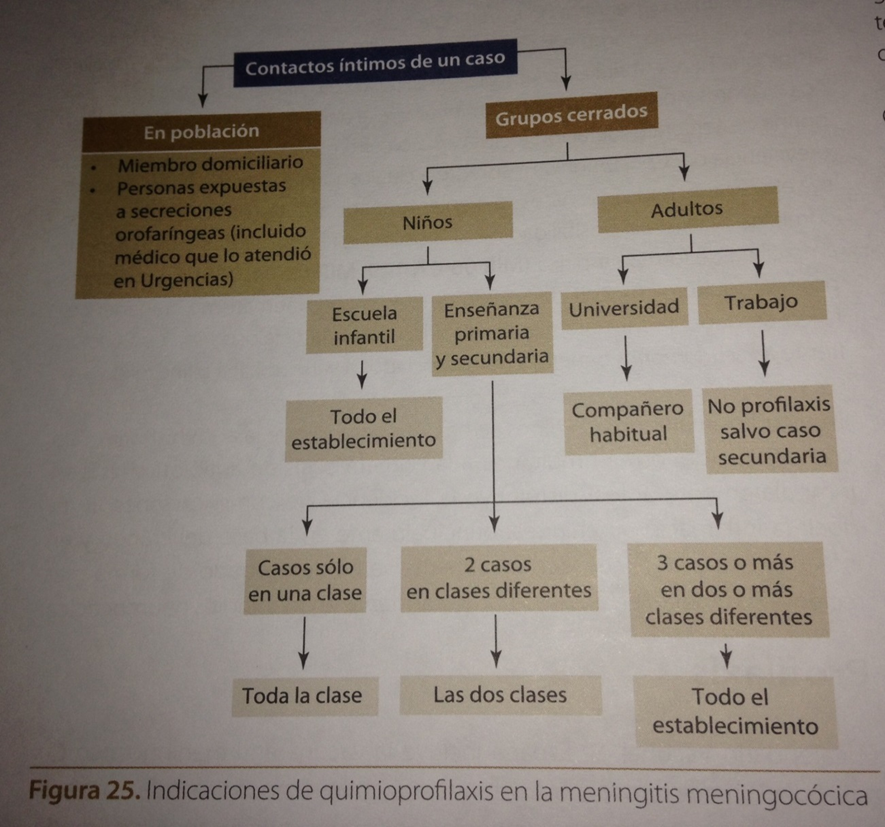 Contactos íntimos de un caso
En población
• Miembro domiciliario
• Personas expuestas
a secreciones
orofaríngeas (incluido
médico que lo atendió
en Urgencias)
Grupos cerrados
Niños
Adultos
Escuela
infantil
Enseñanza
primaria
y secundaria
Universidad
Trabajo
Todo el
establecimiento
Compañero
habitual
No profilaxis
salvo caso
secundaria
Casos sólo
en una clase
2 casos
en clases diferentes
3 casos o más
en dos o más
clases diferentes
Toda la clase
Las dos clases
Todo el
establecimiento
Figura 25. Indicaciones de quimioprofilaxis en la meningitis meningocócica